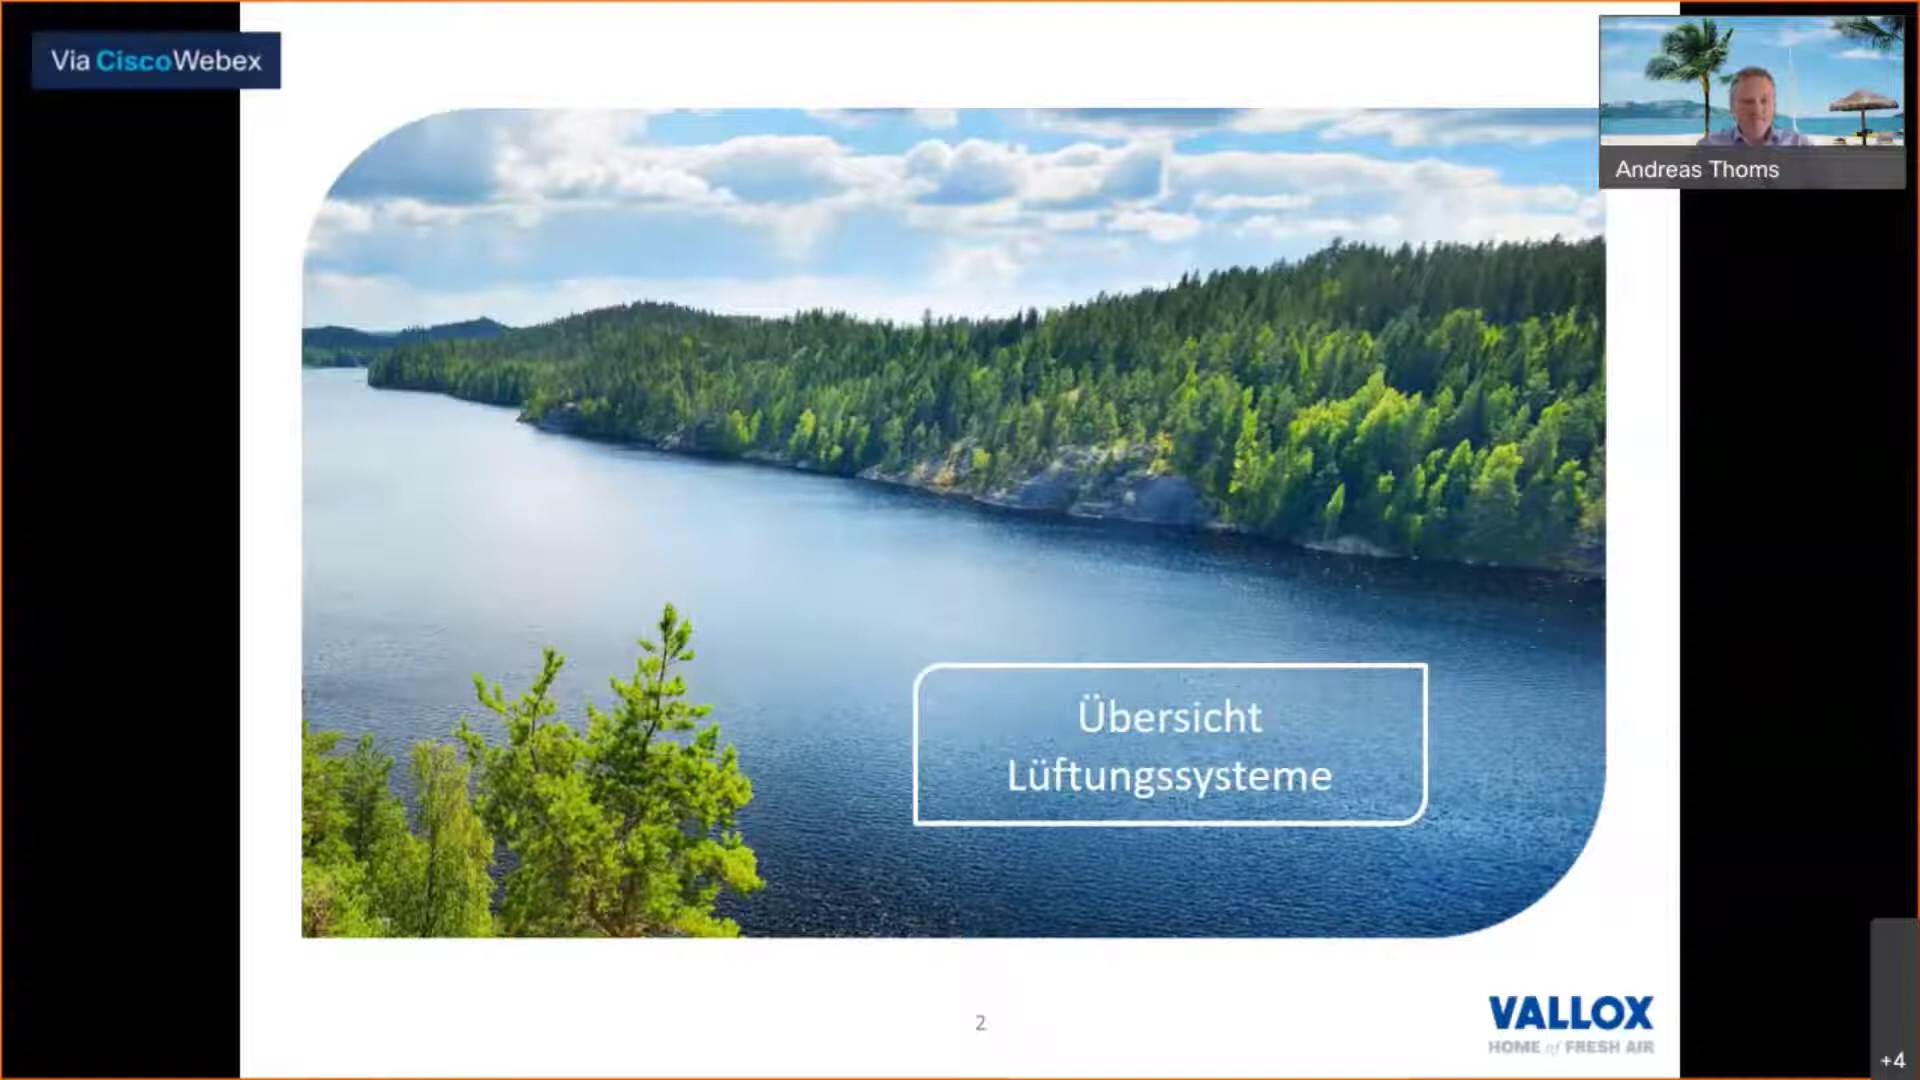 Via CiscoWebex
Andreas Thoms
Übersicht
Lüftungssysteme
2
VALLOX
HOME of FRESH AIR
+4